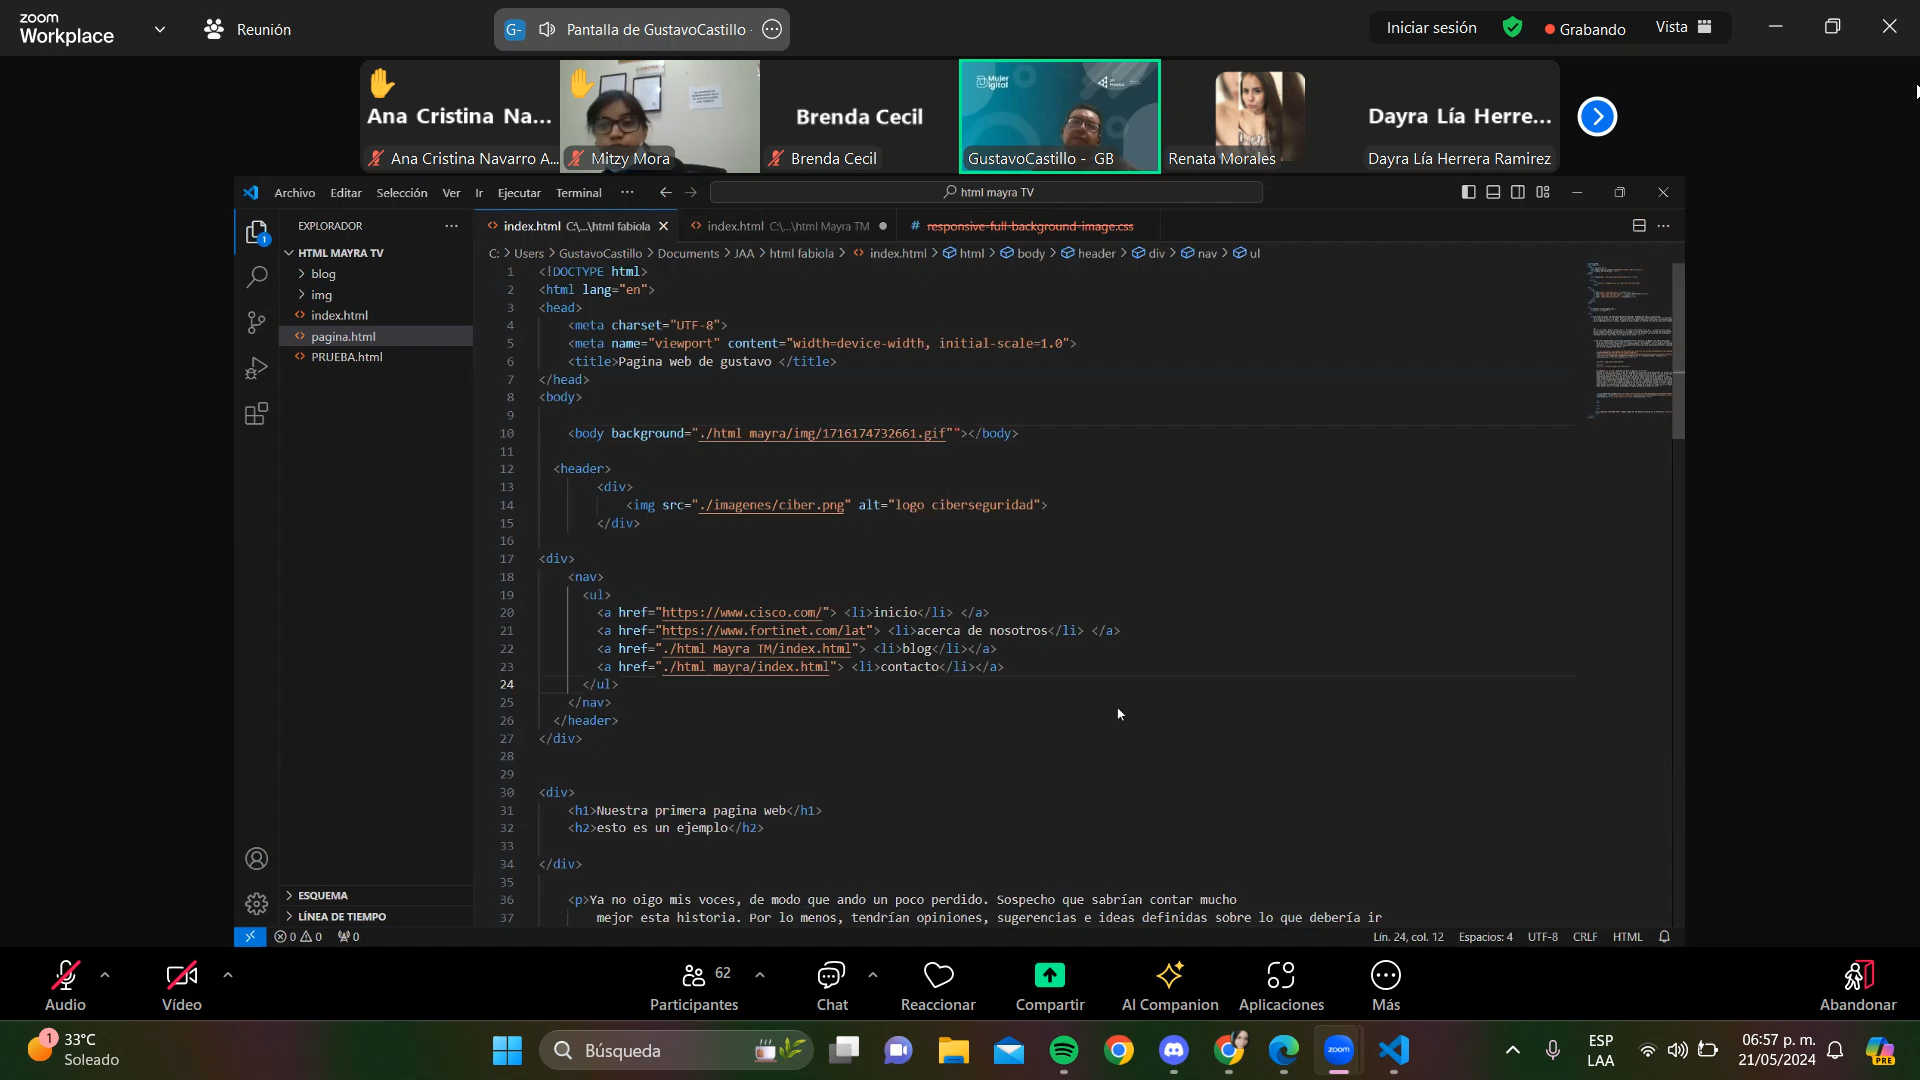 zoom
Workplace
Reunión
G-
Pantalla de GustavoCastillo -
Iniciar sesión
Grabando
Vista
Ana Cristina Na...
Ana Cristina Navarro A...
Mitzy Mora
Brenda Cecil
Brenda Cecil
Mujer
Digital
GustavoCastillo - GB
Renata Morales
Dayra Lía Herre...
Dayra Lía Herrera Ramirez
Archivo Editar Selección Ver Ir Ejecutar Terminal ···
html mayra TV
EXPLORADOR ···
index.html C:\...\html fabiola
index.html C:\...\html Mayra TM
# responsive-full-background-image.css
1
HTML MAYRA TV
blog
img
index.html
pagina.html
PRUEBA.html
ESQUEMA
LÍNEA DE TIEMPO
C: > Users > GustavoCastillo > Documents > JAA > html fabiola > index.html > html > body > header > div > nav > ul
1 <!DOCTYPE html>
2 <html lang="en">
3 <head>
4 <meta charset="UTF-8">
5 <meta name="viewport" content="width=device-width, initial-scale=1.0">
6 <title>Pagina web de gustavo </title>
7 </head>
8 <body>
9
10 <body background="./html mayra/img/1716174732661.gif""></body>
11
12 <header>
13 <div>
14 <img src="./imagenes/ciber.png" alt="logo ciberseguridad">
15 </div>
16
17 <div>
18 <nav>
19 <ul>
20 <a href="https://www.cisco.com/"> <li>inicio</li> </a>
21 <a href="https://www.fortinet.com/lat"> <li>acerca de nosotros</li> </a>
22 <a href="./html Mayra TM/index.html"> <li>blog</li></a>
23 <a href="./html mayra/index.html"> <li>contacto</li></a>
24 </ul>
25 </nav>
26 </header>
27 </div>
28
29
30 <div>
31 <h1>Nuestra primera pagina web</h1>
32 <h2>esto es un ejemplo</h2>
33
34 </div>
35
36 <p>Ya no oigo mis voces, de modo que ando un poco perdido. Sospecho que sabrían contar mucho
37 mejor esta historia. Por lo menos, tendrían opiniones, sugerencias e ideas definidas sobre lo que debería ir
0 0 0
Lín. 24, col. 12 Espacios: 4 UTF-8 CRLF HTML
Audio
Vídeo
62
Participantes
Chat
Reaccionar
Compartir
AI Companion
Aplicaciones
Más
Abandonar
1
33°C
Soleado
Búsqueda
zoom
ESP
LAA
06:57 p. m.
21/05/2024
PRE